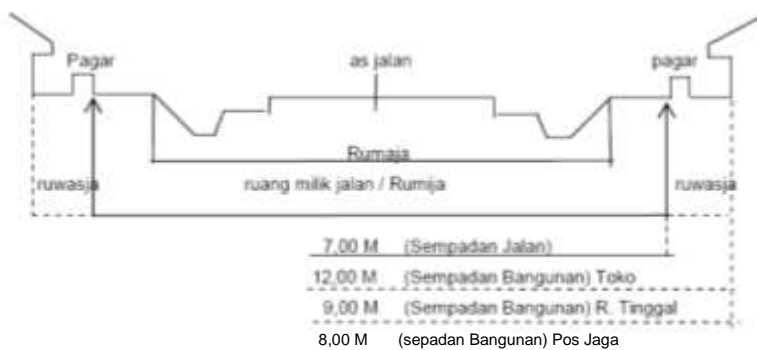 Pagar as jalan pagar
Rumaja
ruwasja ruang milik jalan / Rumija ruwasja
7,00 M (Sempadan Jalan)
12,00 M (Sempadan Bangunan) Toko
9,00 M (Sempadan Bangunan) R. Tinggal
8,00 M (sepadan Bangunan) Pos Jaga